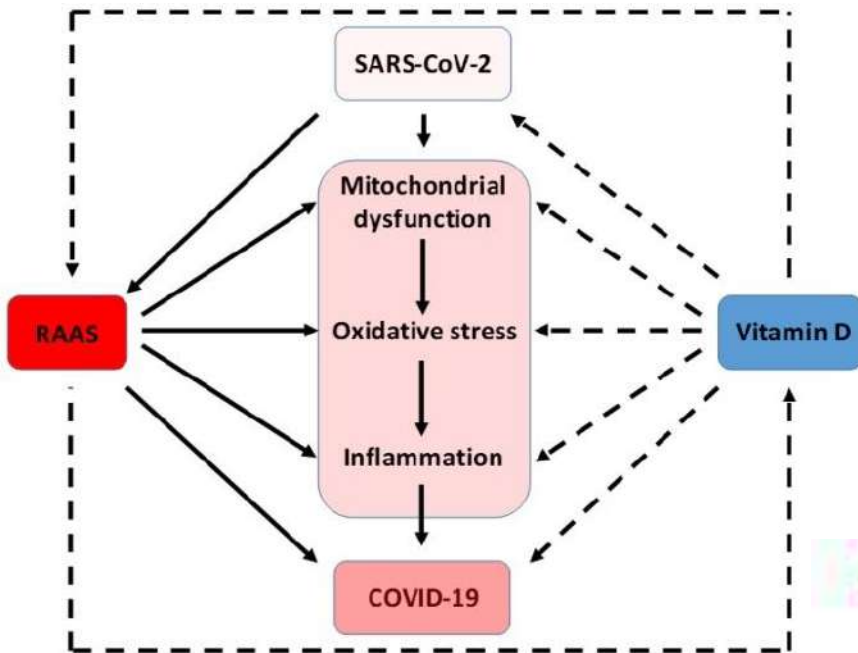 SARS-CoV-2
Mitochondrial
dysfunction
RAAS
Oxidative stress
Vitamin D
Inflammation
COVID-19